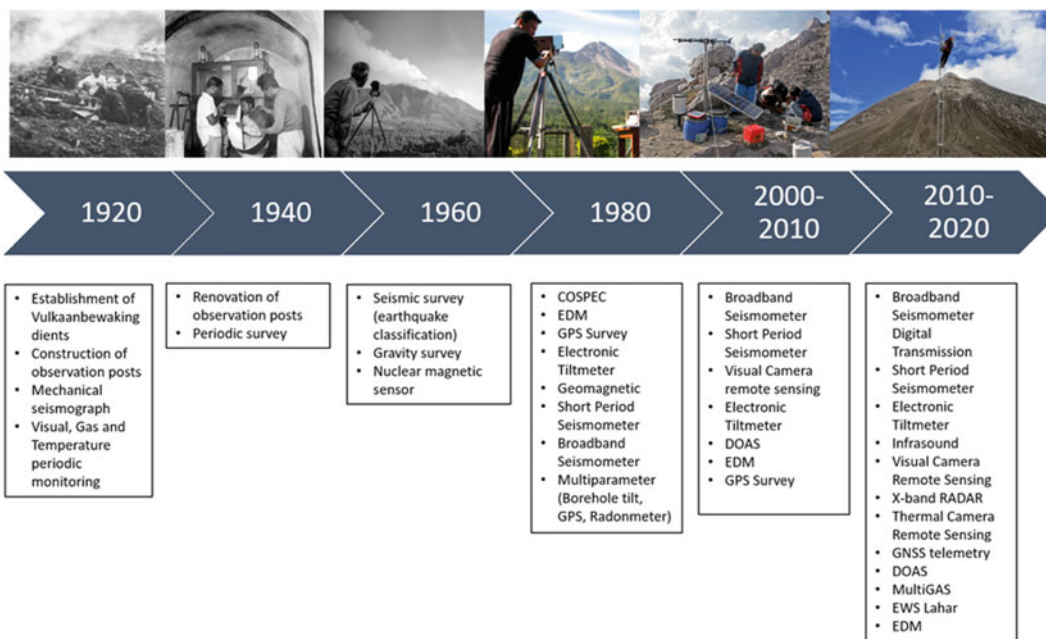 1920
1940
1960
1980
2000-
2010
2010-
2020
• Establishment of
Vulkaanbewaking
dients
• Construction of
observation posts
• Mechanical
seismograph
• Visual, Gas and
Temperature
periodic
monitoring
• Renovation of
observation posts
• Periodic survey
• Seismic survey
(earthquake
classification)
• Gravity survey
• Nuclear magnetic
sensor
• COSPEC
• EDM
• GPS Survey
• Electronic
Tiltmeter
• Geomagnetic
• Short Period
Seismometer
• Broadband
Seismometer
• Multiparameter
(Borehole tilt,
GPS, Radonmeter)
• Broadband
Seismometer
• Short Period
Seismometer
• Visual Camera
remote sensing
• Electronic
Tiltmeter
• DOAS
• EDM
• GPS Survey
• Broadband
Seismometer
Digital
Transmission
• Short Period
Seismometer
• Electronic
Tiltmeter
• Infrasound
• Visual Camera
Remote Sensing
• X-band RADAR
• Thermal Camera
Remote Sensing
• GNSS telemetry
• DOAS
• MultiGAS
• EWS Lahar
• EDM